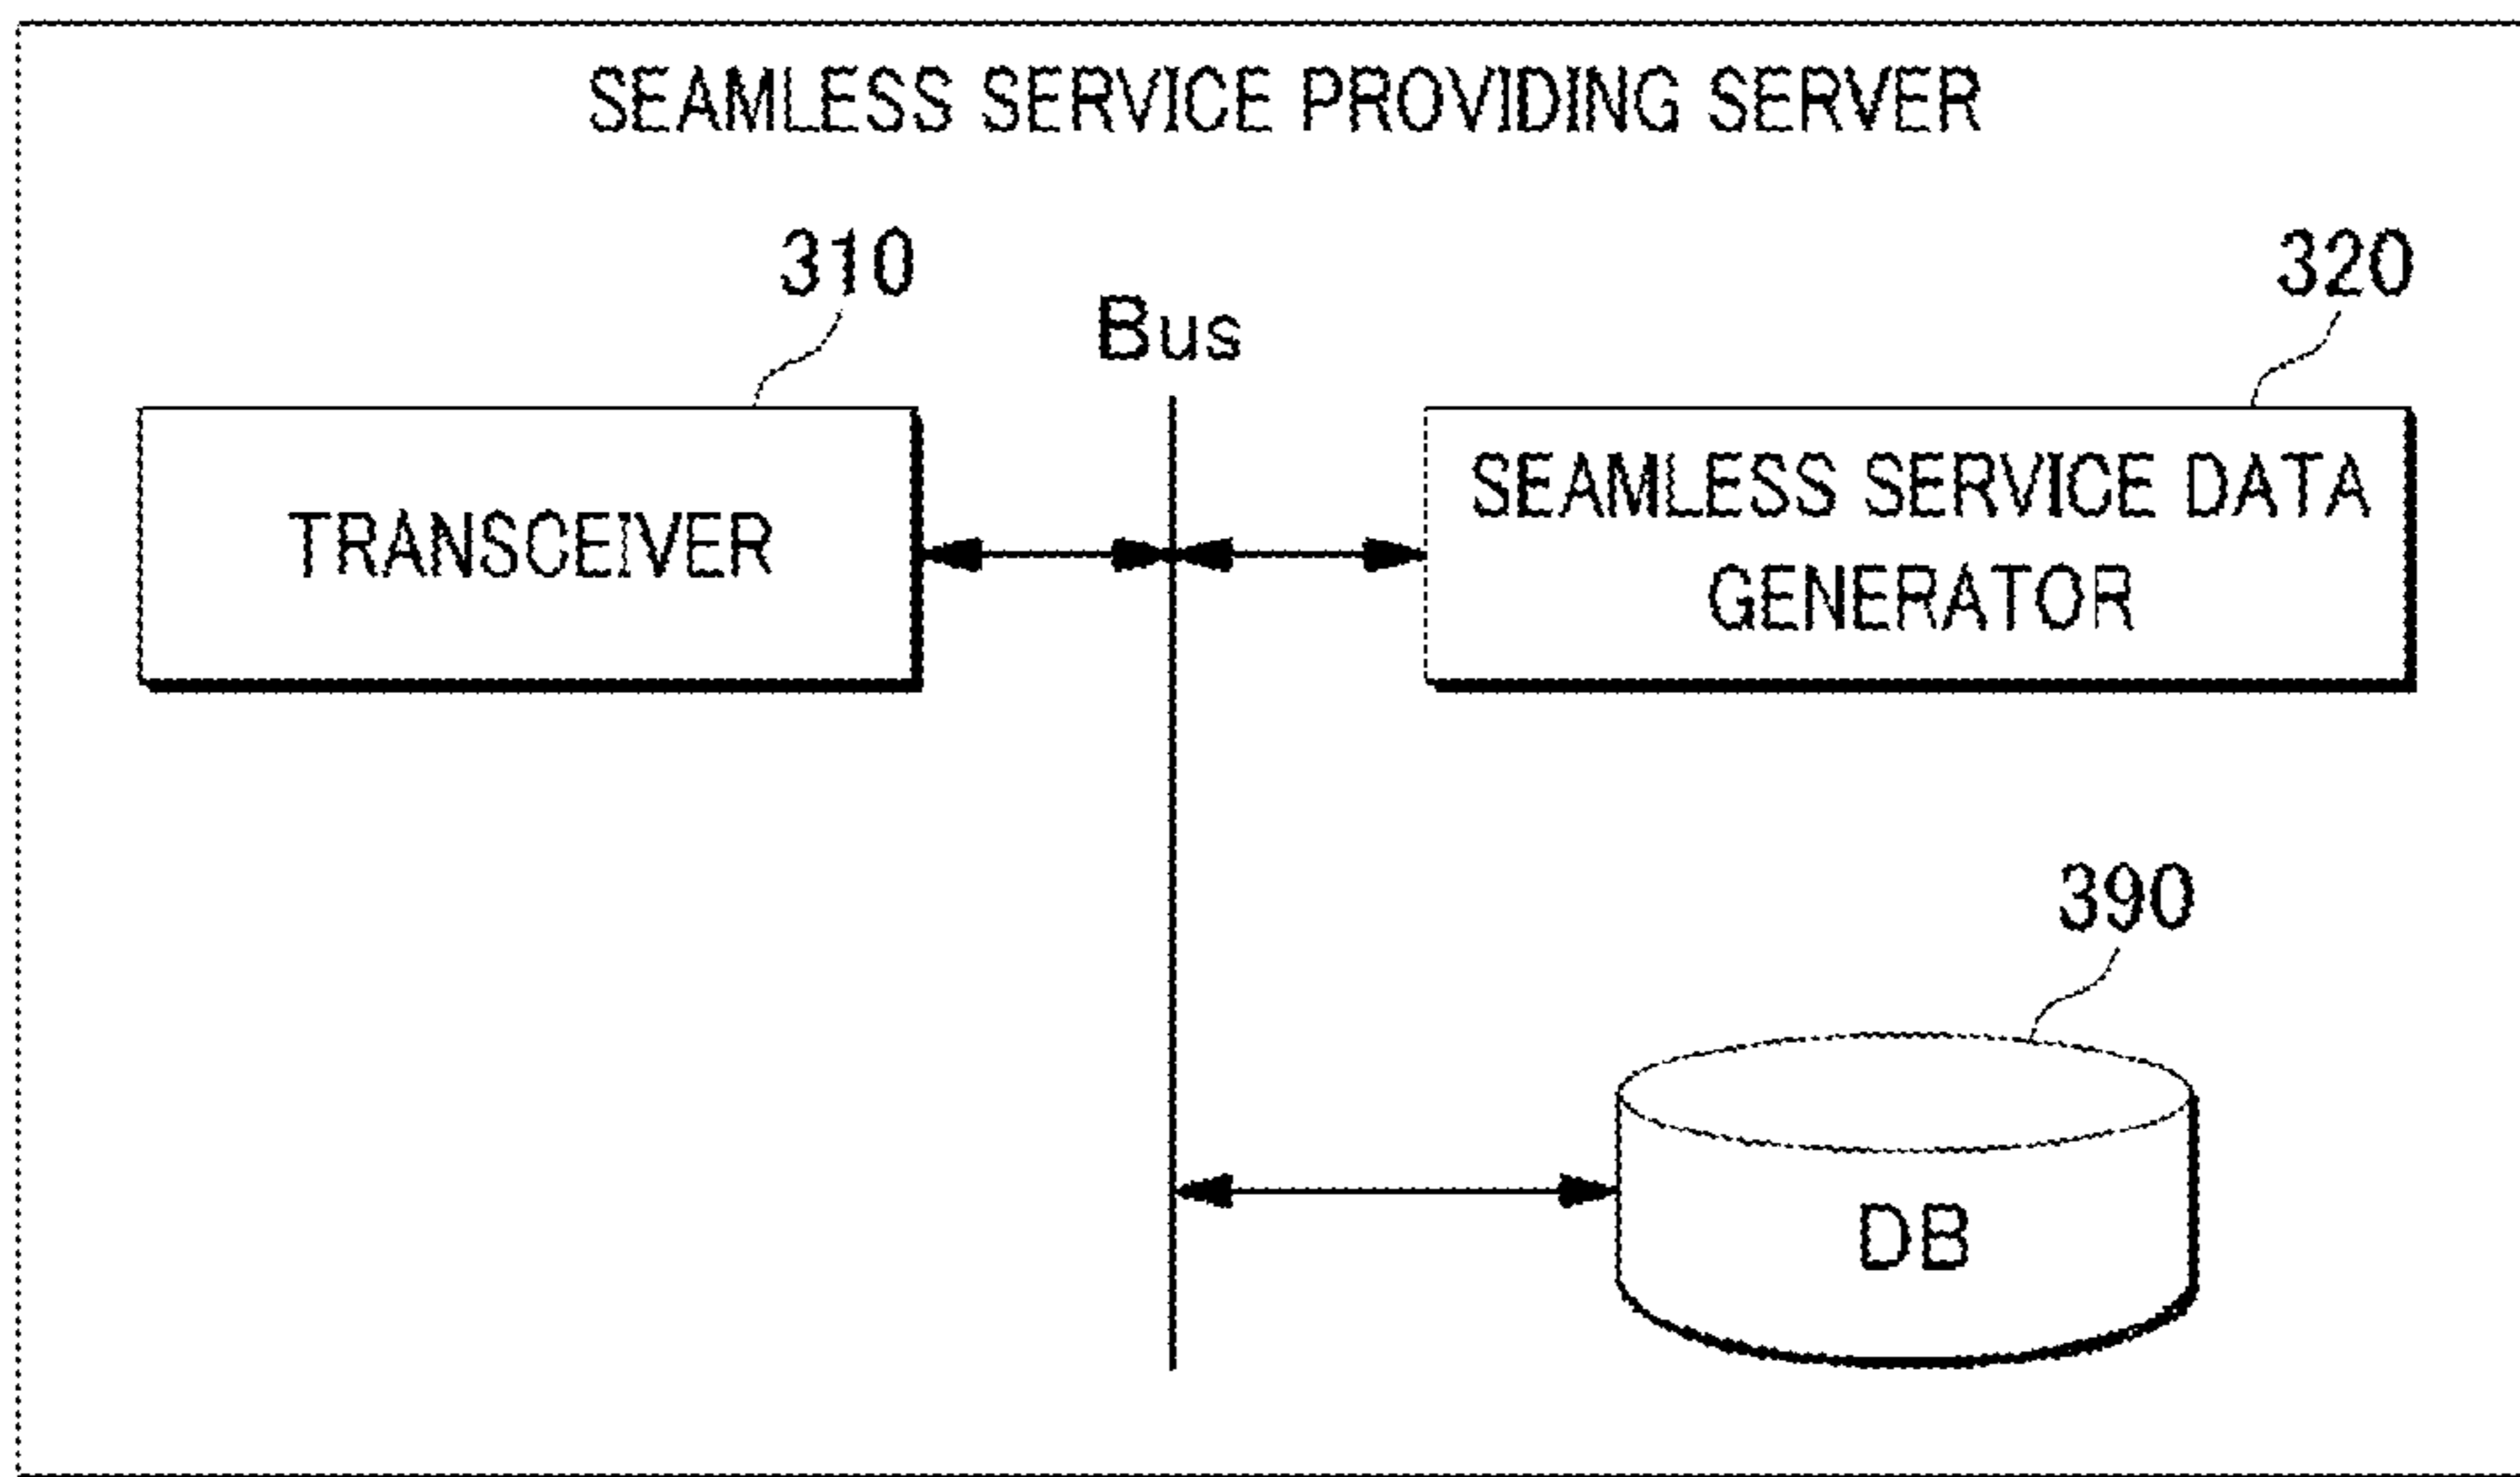 SEAMLESS SERVICE PROVIDING SERVER
310
320
Bus
TRANSCEIVER
SEAMLESS SERVICE DATA
GENERATOR
390
DB